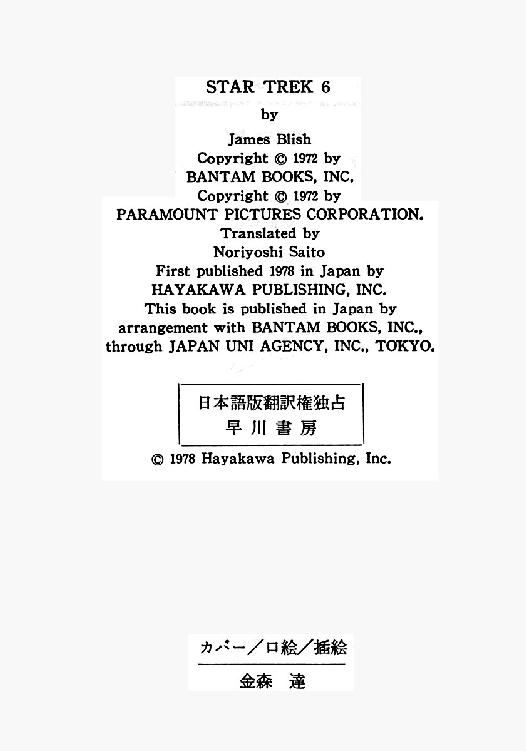 STAR TREK 6
by
James Blish
Copyright © 1972 by
BANTAM BOOKS, INC.
Copyright © 1972 by
PARAMOUNT PICTURES CORPORATION.
Translated by
Noriyoshi Saito
First published 1978 in Japan by
HAYAKAWA PUBLISHING, INC.
This book is published in Japan by
arrangement with BANTAM BOOKS, INC.,
through JAPAN UNI AGENCY, INC., TOKYO.
日本語版翻訳権独占
早川書房
© 1978 Hayakawa Publishing, Inc.
カバー／口絵／插絵
金森 達